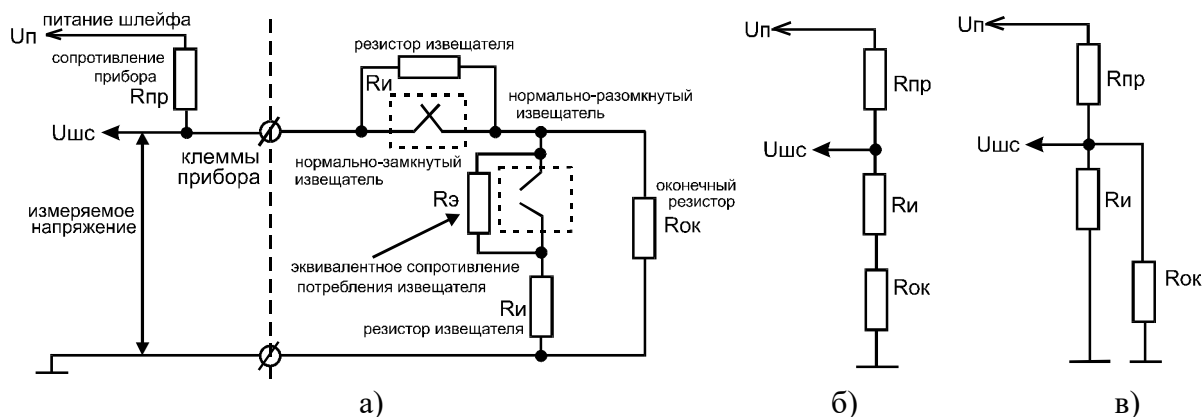 питание шлейфа
Uп
сопротивление
прибора
Rпр
Uшс
клеммы
прибора
измеряемое
напряжение
резистор извещателя
Rи
нормально-разомкнутый
извещатель
нормально-замкнутый
извещатель
Rэ
оконечный
резистор
Rок
эквивалентное сопротивление
потребления извещателя
Rи
резистор извещателя
а)
Uп
Rпр
Uшс
Rи
Rок
б)
Uп
Rпр
Uшс
Rи
Rок
в)